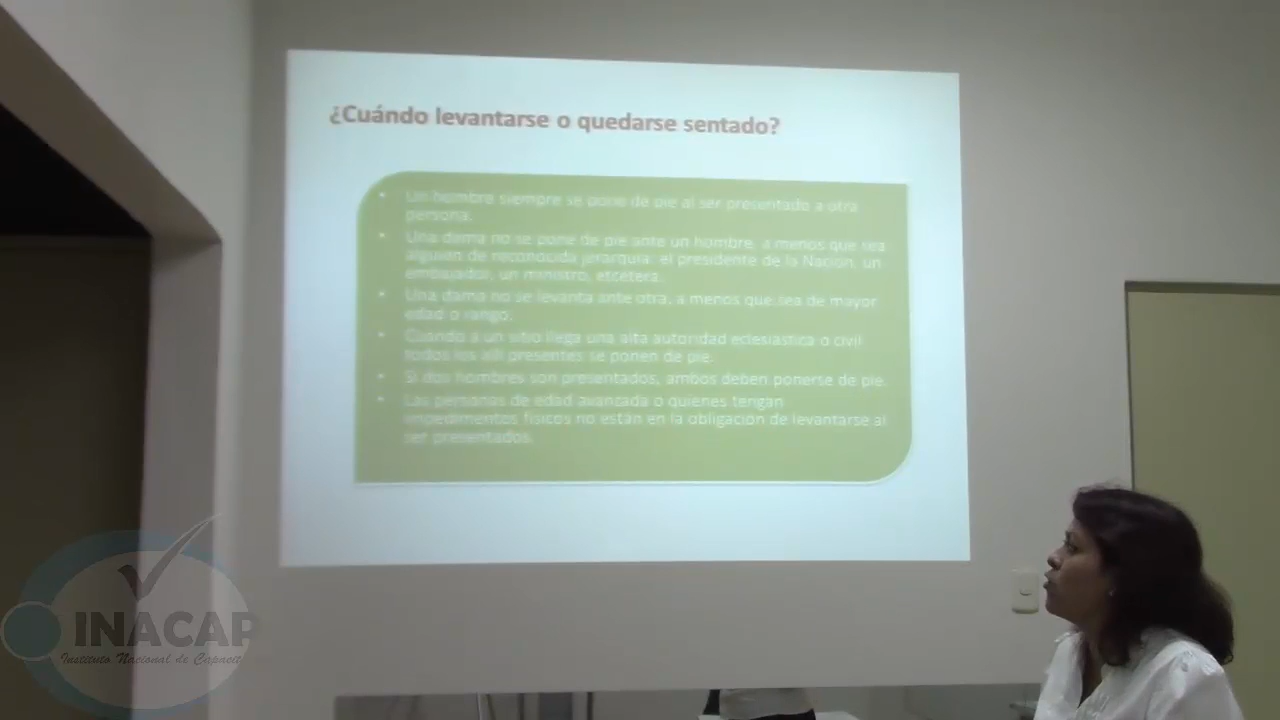 ¿Cuándo levantarse o quedarse sentado?
• Un hombre siempre se pone de pie al ser presentado a otra
persona.
• Una dama no se pone de pie ante un hombre, a menos que sea
alguien de reconocida jerarquía: el presidente de la Nación, un
embajador, un ministro, etcétera.
• Una dama no se levanta ante otra, a menos que sea de mayor
edad o rango.
• Cuando a un sitio llega una alta autoridad eclesiástica o civil
todos los allí presentes se ponen de pie.
• Si dos hombres son presentados, ambos deben ponerse de pie.
• Las personas de edad avanzada o quienes tengan
impedimentos físicos no están en la obligación de levantarse al
ser presentados.
INACAP
Instituto Nacional de Capacit